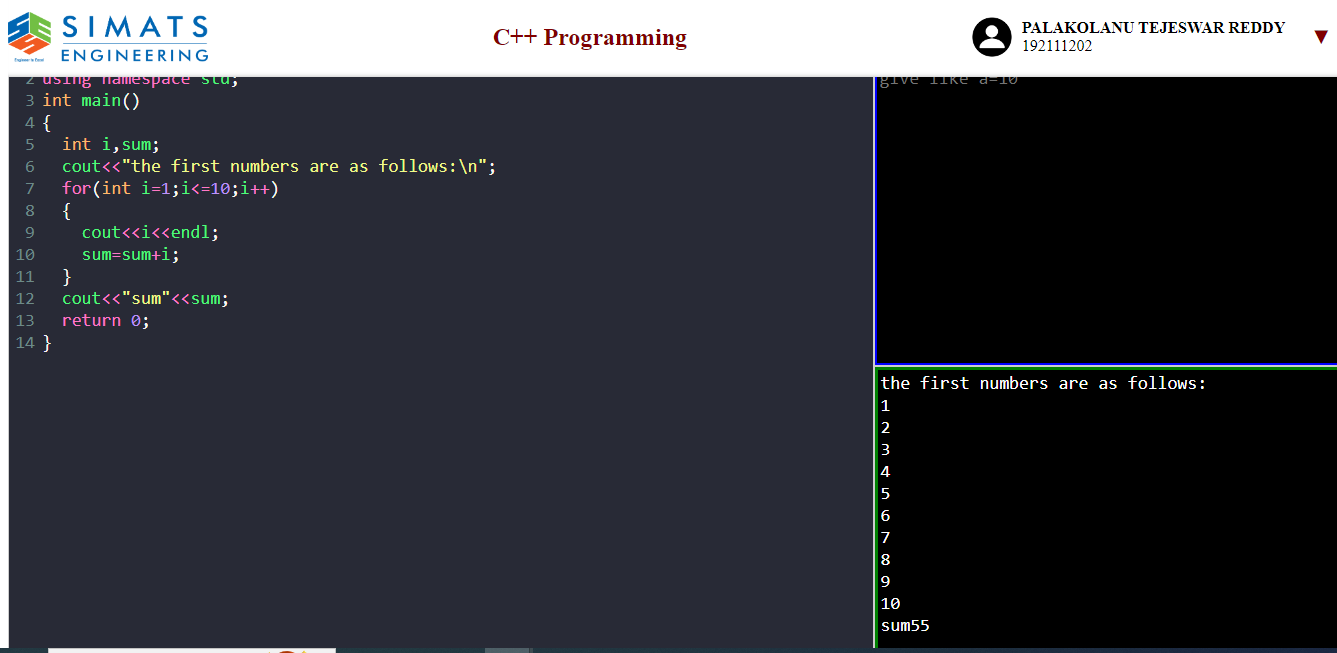 SIMATS
ENGINEERING
Engineer to Excel
C++ Programming
PALAKOLANU TEJESWAR REDDY
192111202
▼
2 using namespace std;
3 int main()
4 {
5 int i,sum;
6 cout<<"the first numbers are as follows:\n";
7 for(int i=1;i<=10;i++)
8 {
9 cout<<i<<endl;
10 sum=sum+i;
11 }
12 cout<<"sum"<<sum;
13 return 0;
14 }
give like a=10
the first numbers are as follows:
1
2
3
4
5
6
7
8
9
10
sum55